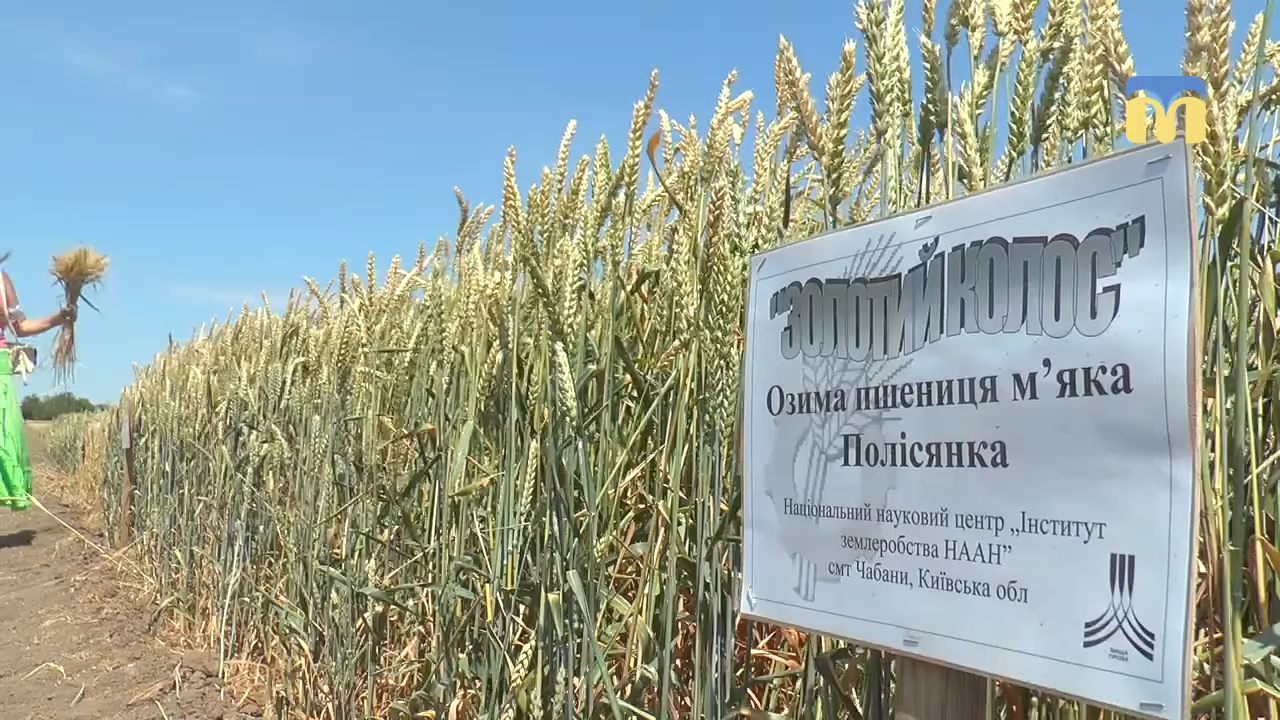 "ЗОЛОТИЙ КОЛОС"
Озима пшениця м’яка
Полісянка
Національний науковий центр „Інститут
землеробства НААН”
смт Чабани, Київська обл